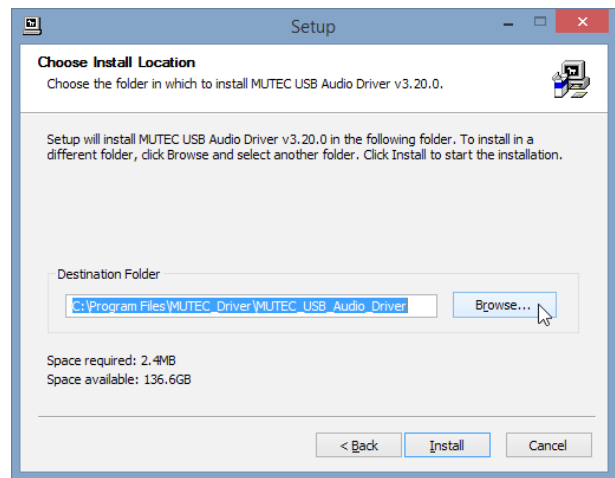 Setup
Choose Install Location
Choose the folder in which to install MUTEC USB Audio Driver v3.20.0.
Setup will install MUTEC USB Audio Driver v3.20.0 in the following folder. To install in a
different folder, click Browse and select another folder. Click Install to start the installation.
Destination Folder
C:\Program Files\MUTEC_Driver\MUTEC_USB_Audio_Driver
Browse...
Space required: 2.4MB
Space available: 136.6GB
< Back
Install
Cancel